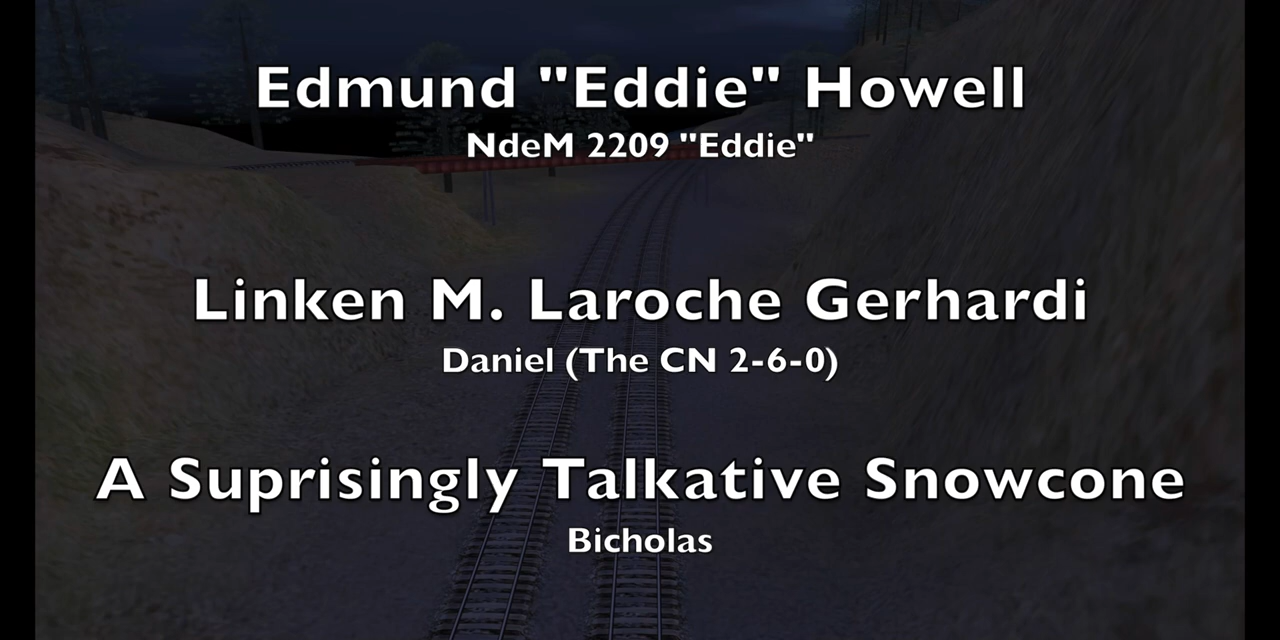 Edmund "Eddie" Howell
NdeM 2209 "Eddie"
Linken M. Laroche Gerhardi
Daniel (The CN 2-6-0)
A Suprisingly Talkative Snowcone
Bicholas